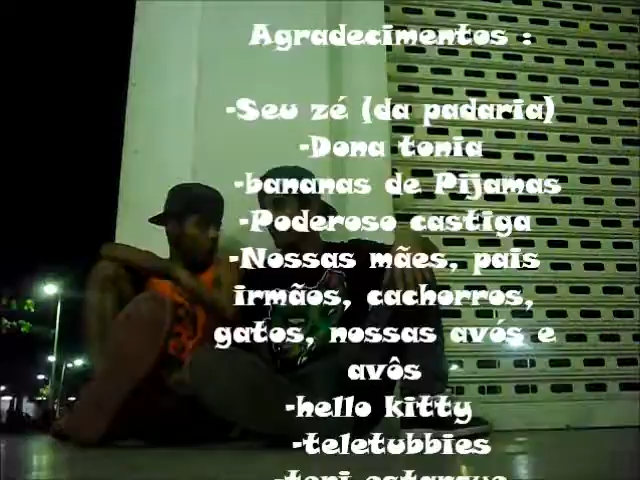 Agradecimentos :
-Seu zé (da padaria)
-Dona tonia
-bananas de Pijamas
-Poderoso castiga
-Nossas mães, pais
irmãos, cachorros,
gatos, nossas avós e
avôs
-hello kitty
-teletubbies